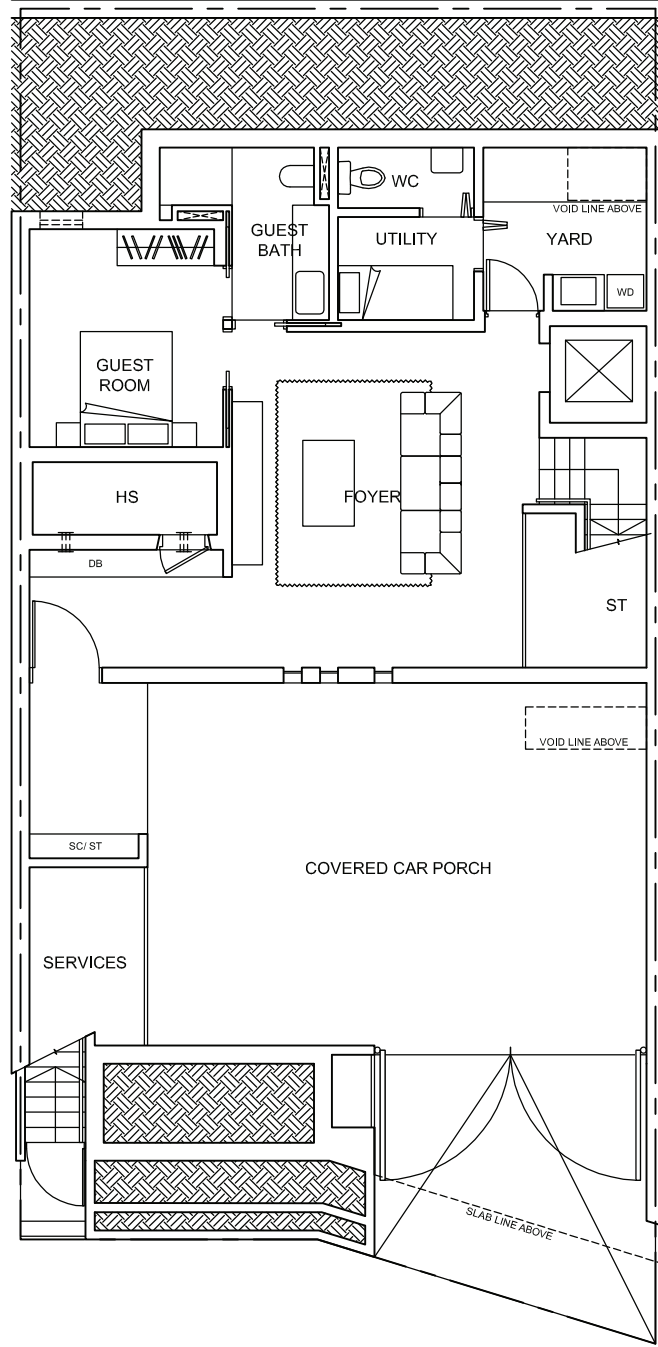 WC
VOID LINE ABOVE
GUEST
BATH
UTILITY
YARD
WD
GUEST
ROOM
HS
FOYER
DB
ST
VOID LINE ABOVE
SC/ ST
COVERED CAR PORCH
SERVICES
SLAB LINE ABOVE